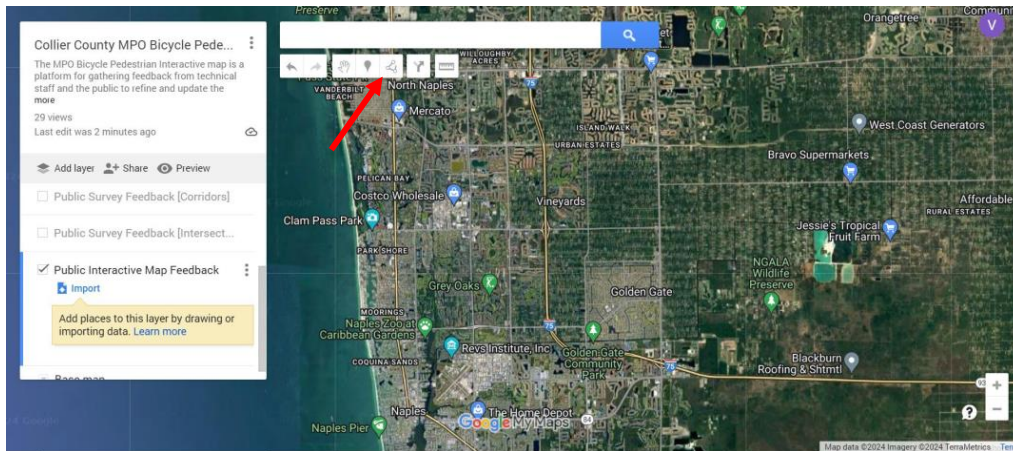 Collier County MPO Bicycle Pede...
The MPO Bicycle Pedestrian Interactive map is a
platform for gathering feedback from technical
staff and the public to refine and update the
more
29 views
Last edit was 2 minutes ago
Add layer Share Preview
Public Survey Feedback [Corridors]
Public Survey Feedback [Intersect...
Public Interactive Map Feedback
Import
Add places to this layer by drawing or
importing data. Learn more
Base map
Preserve
Orangetree
V
WILLOUGHBY
ACRES
VANDERBILT
BEACH
North Naples
75
Mercato
ISLAND WALK
URBAN ESTATES
West Coast Generators
Bravo Supermarkets
PELICAN BAY
Costco Wholesale
Vineyards
Affordable
RURAL ESTATES
Clam Pass Park
Jessie's Tropical
Fruit Farm
PARK SHORE
NGALA
Wildlife
Preserve
Grey Oaks
Golden Gate
MOORINGS
Naples Zoo at
Caribbean Gardens
75
Revs Institute, Inc
Golden Gate
Community
Park
COQUINA SANDS
75
Blackburn
Roofing & Shtmtl
Naples
The Home Depot
Google My Maps
Naples Pier
Map data ©2024 Imagery ©2024 TerraMetrics Ter